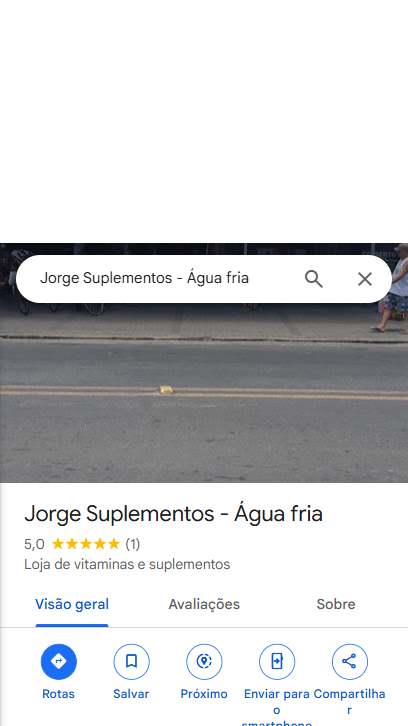 Jorge Suplementos - Água fria
Jorge Suplementos - Água fria
5,0 (1)
Loja de vitaminas e suplementos
Visão geral Avaliações Sobre
Rotas Salvar Próximo Enviar para o smartphone Compartilhar